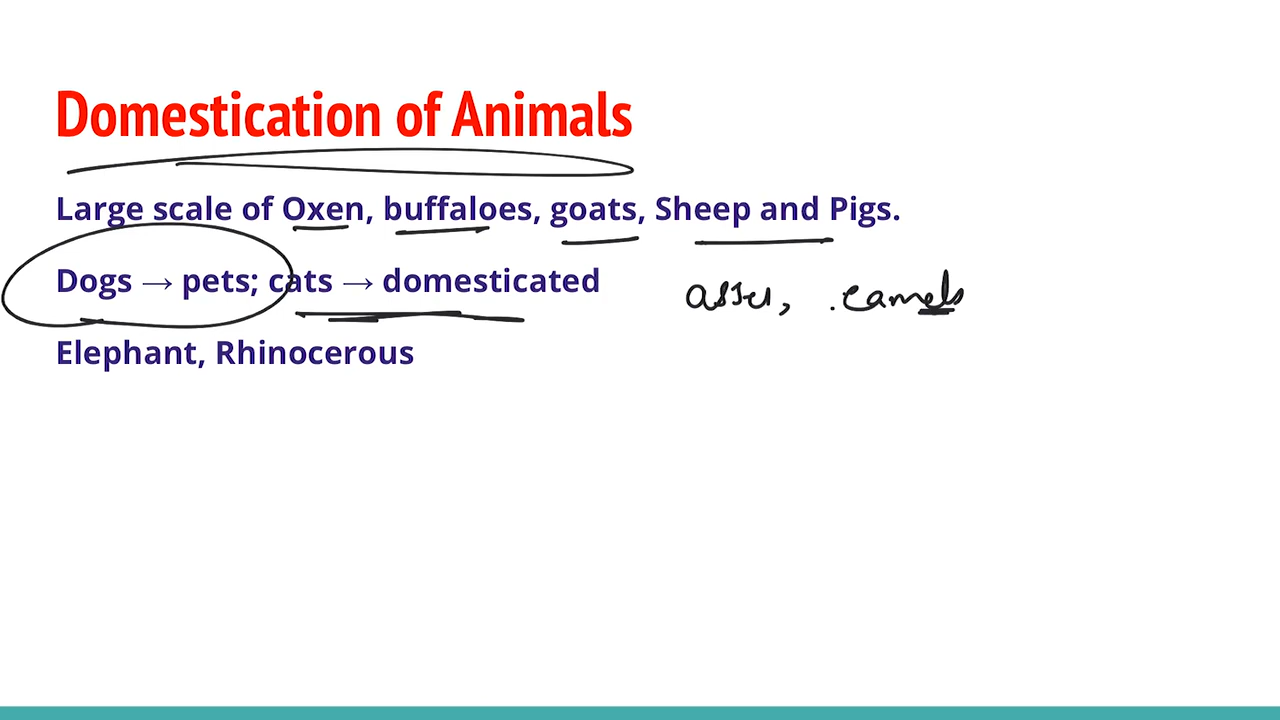 Domestication of Animals
Large scale of Oxen, buffaloes, goats, Sheep and Pigs.
Dogs → pets; cats → domesticated
asses, camels
Elephant, Rhinocerous